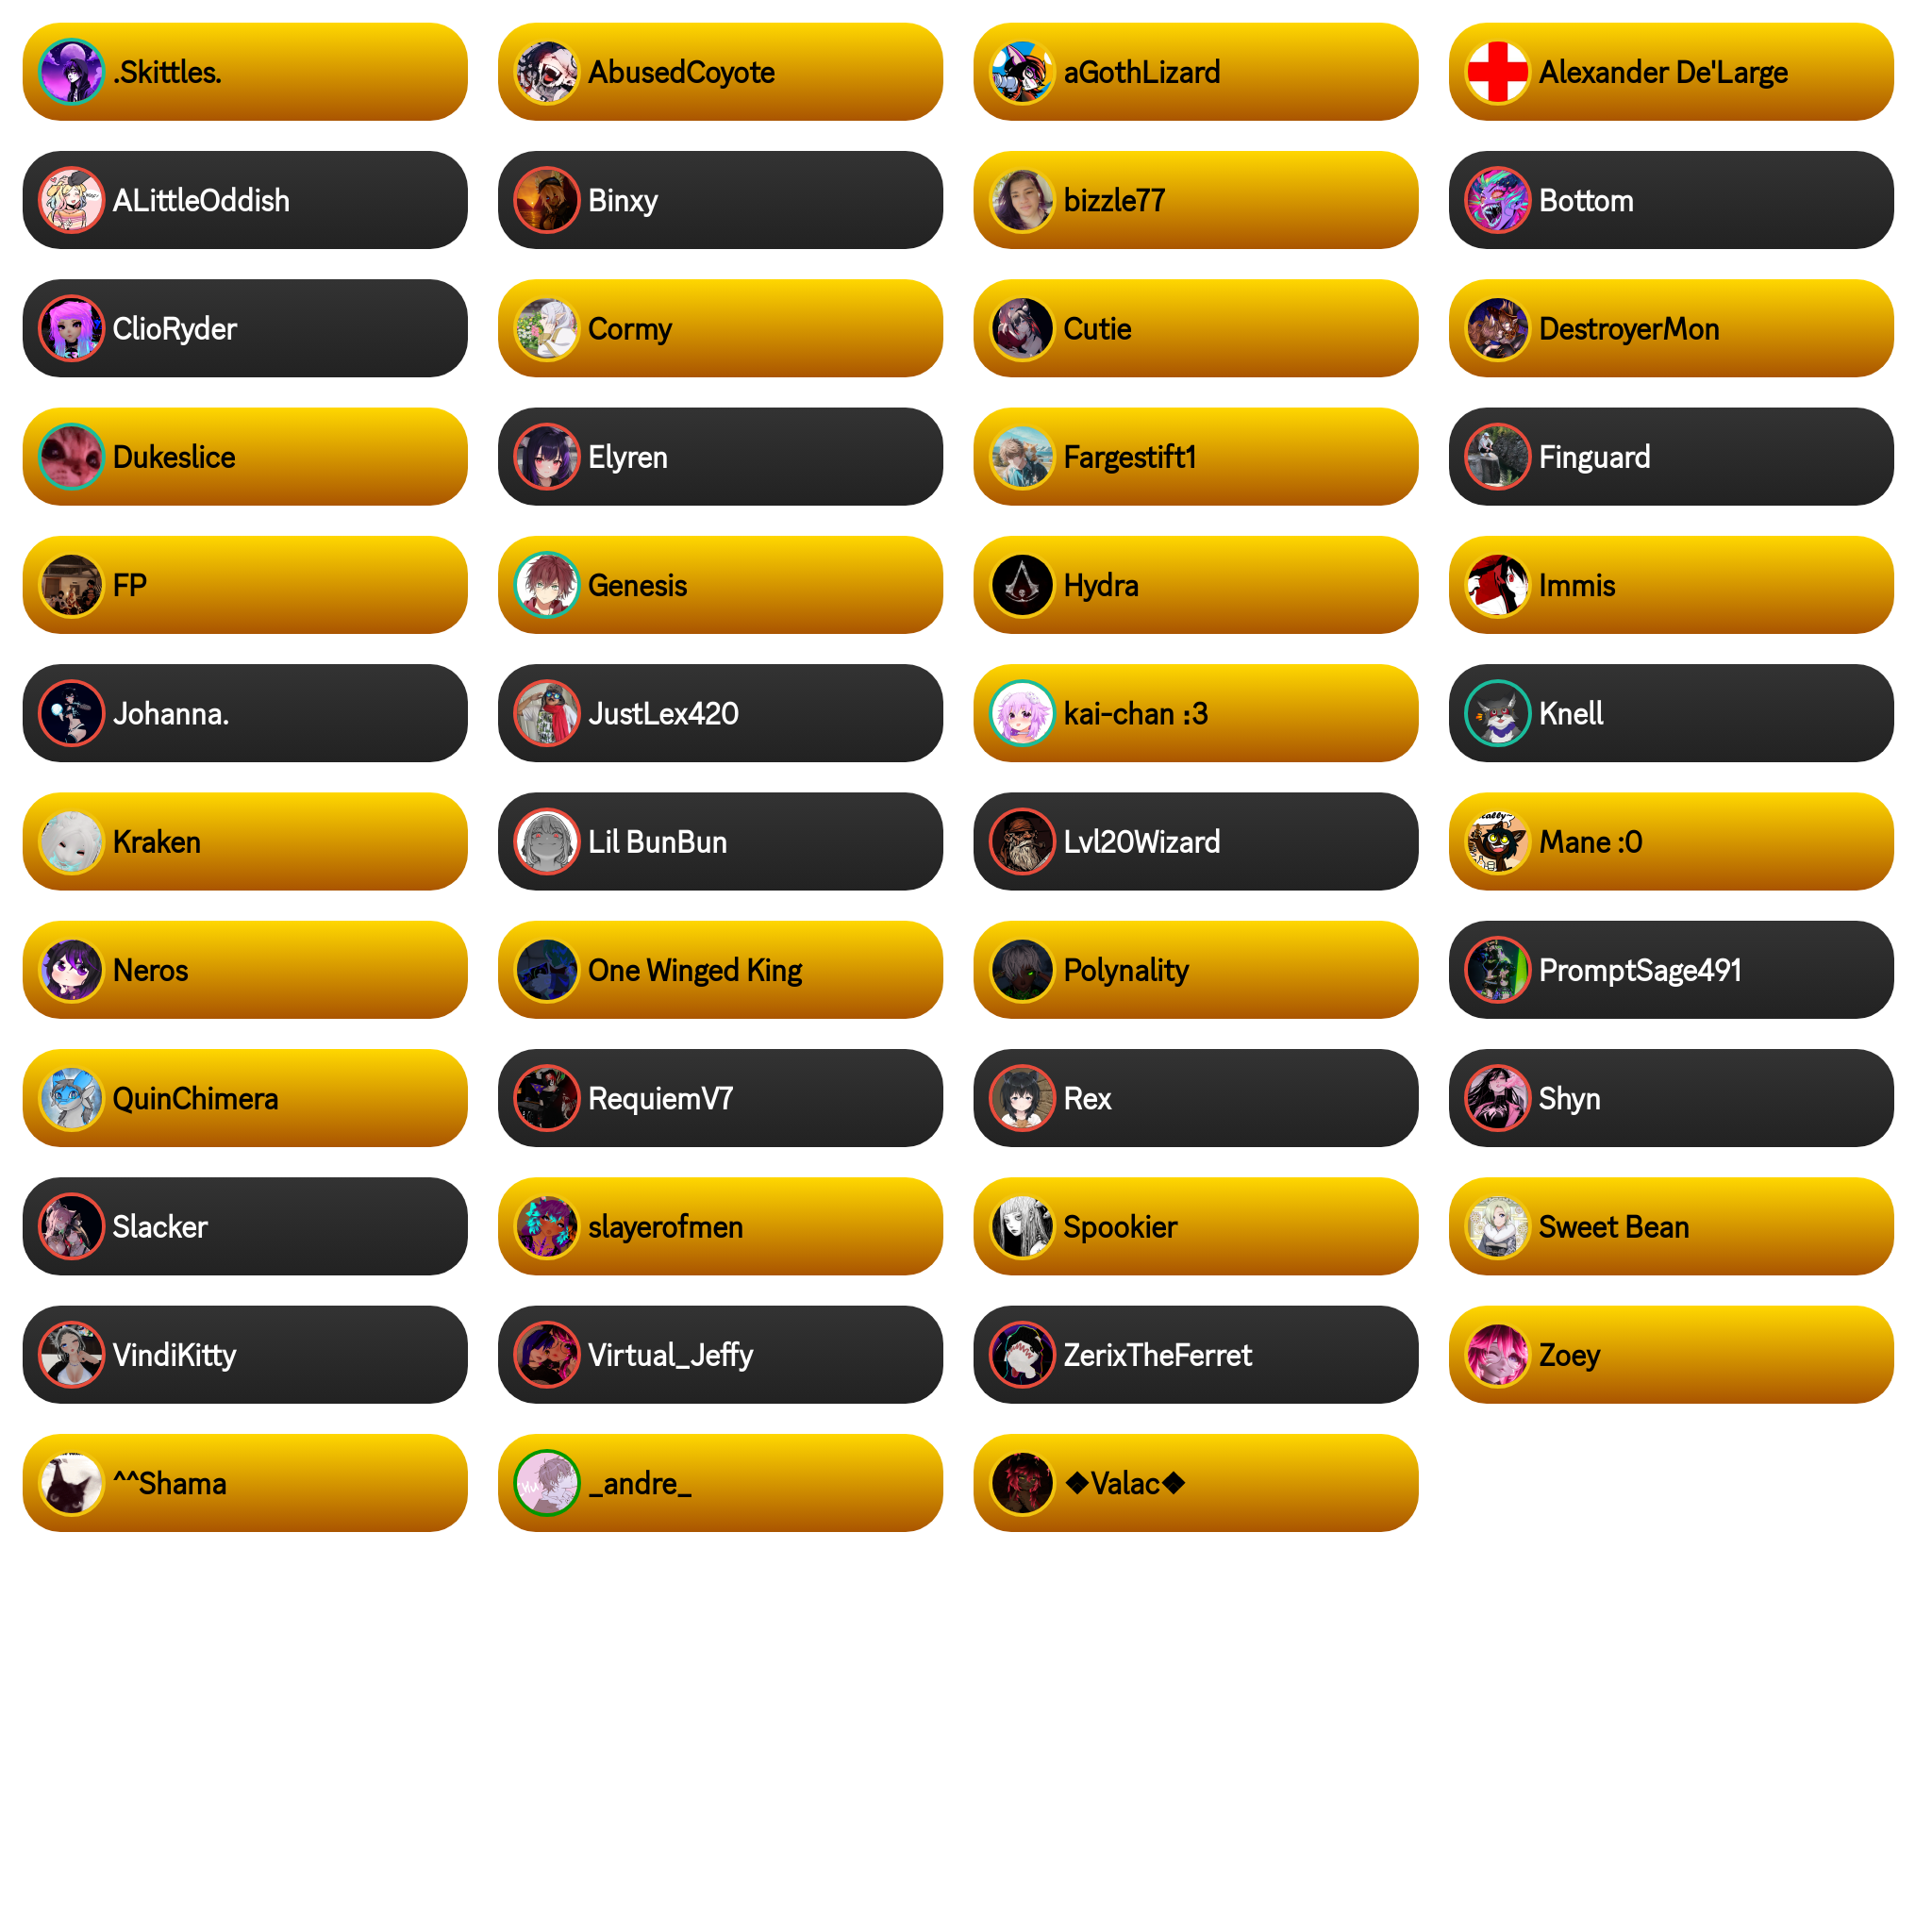 .Skittles.
AbusedCoyote
aGothLizard
Alexander De'Large
ALittleOddish
Binxy
bizzle77
Bottom
ClioRyder
Cormy
Cutie
DestroyerMon
Dukeslice
Elyren
Fargestift1
Finguard
FP
Genesis
Hydra
Immis
Johanna.
JustLex420
kai-chan :3
Knell
Kraken
Lil BunBun
Lvl20Wizard
Mane :0
Neros
One Winged King
Polynality
PromptSage491
QuinChimera
RequiemV7
Rex
Shyn
Slacker
slayerofmen
Spookier
Sweet Bean
VindiKitty
Virtual_Jeffy
ZerixTheFerret
Zoey
^^Shama
_andre_
❖Valac❖